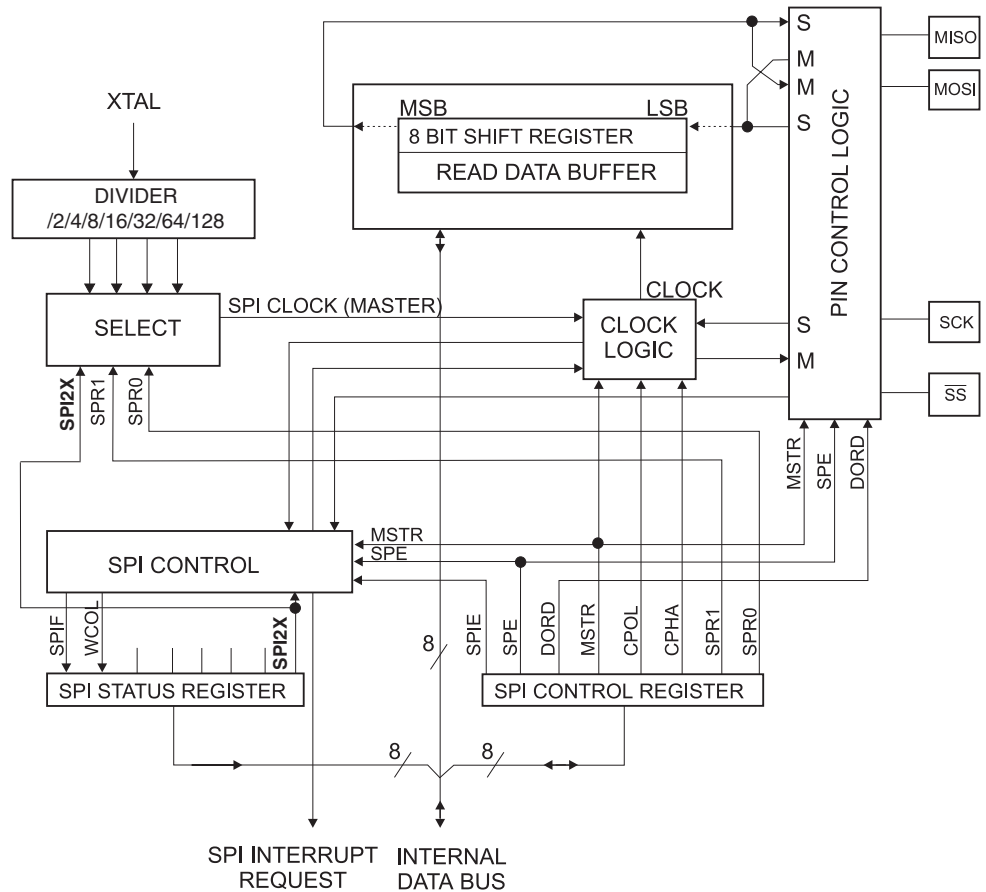 S
MISO
M
M
MOSI
XTAL
MSB
LSB
S
8 BIT SHIFT REGISTER
READ DATA BUFFER
DIVIDER
/2/4/8/16/32/64/128
PIN CONTROL LOGIC
SPI CLOCK (MASTER)
CLOCK
SELECT
CLOCK
LOGIC
S
SCK
M
SPI2X
SPR1
SPR0
SS
MSTR
SPE
DORD
MSTR
SPE
SPI CONTROL
SPIF
WCOL
SPI2X
8
SPIE
SPE
DORD
MSTR
CPOL
CPHA
SPR1
SPR0
SPI STATUS REGISTER
SPI CONTROL REGISTER
8
8
SPI INTERRUPT
REQUEST
INTERNAL
DATA BUS